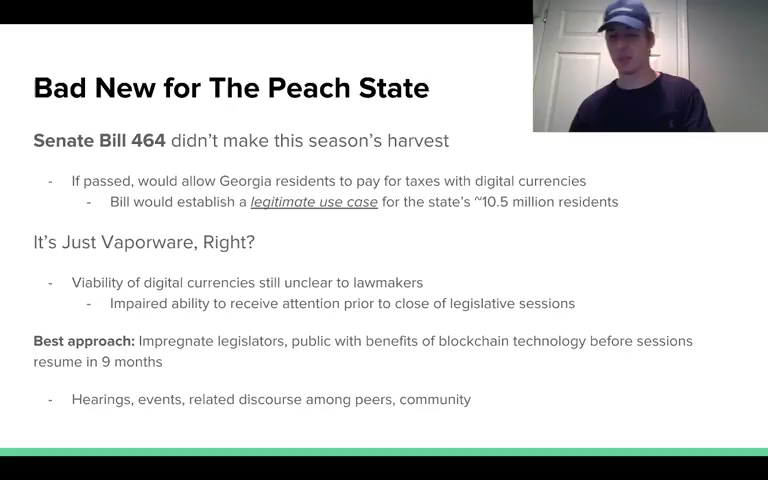 Bad New for The Peach State
Senate Bill 464 didn't make this season's harvest
- If passed, would allow Georgia residents to pay for taxes with digital currencies
- Bill would establish a legitimate use case for the state's ~10.5 million residents
It's Just Vaporware, Right?
- Viability of digital currencies still unclear to lawmakers
- Impaired ability to receive attention prior to close of legislative sessions
Best approach: Impregnate legislators, public with benefits of blockchain technology before sessions
resume in 9 months
- Hearings, events, related discourse among peers, community